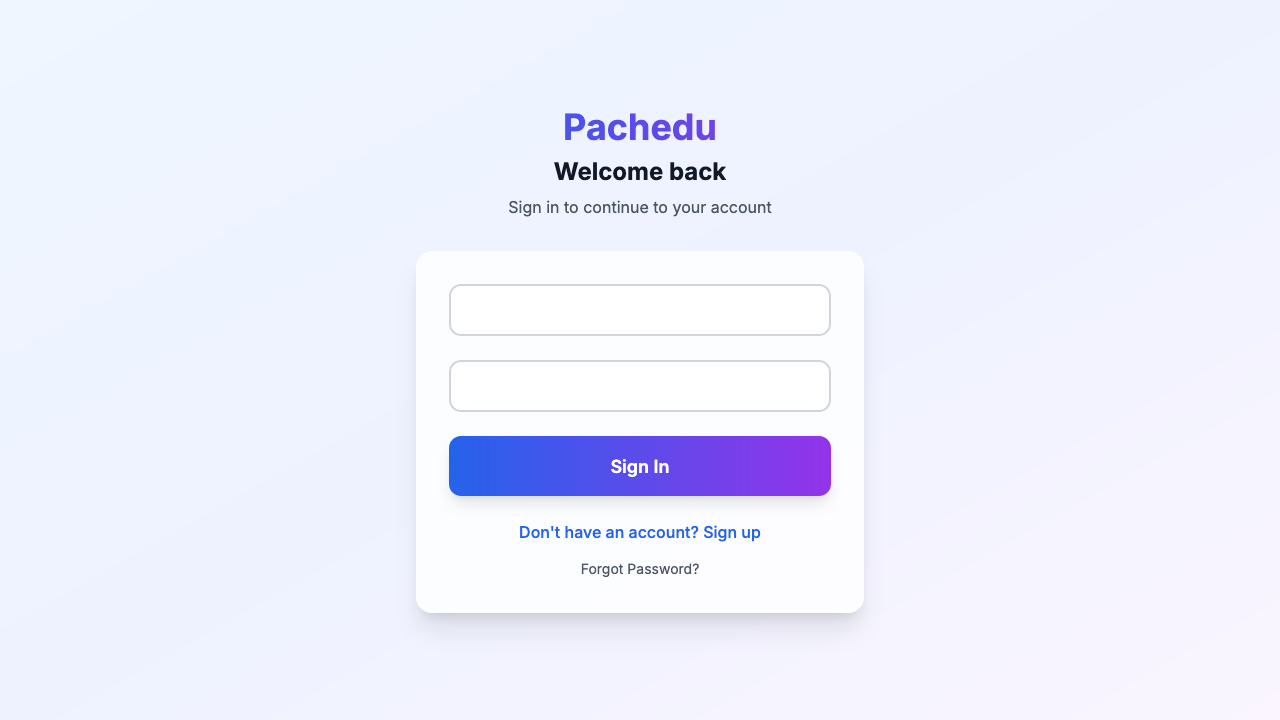 Pachedu
Welcome back
Sign in to continue to your account
Sign In
Don't have an account? Sign up
Forgot Password?